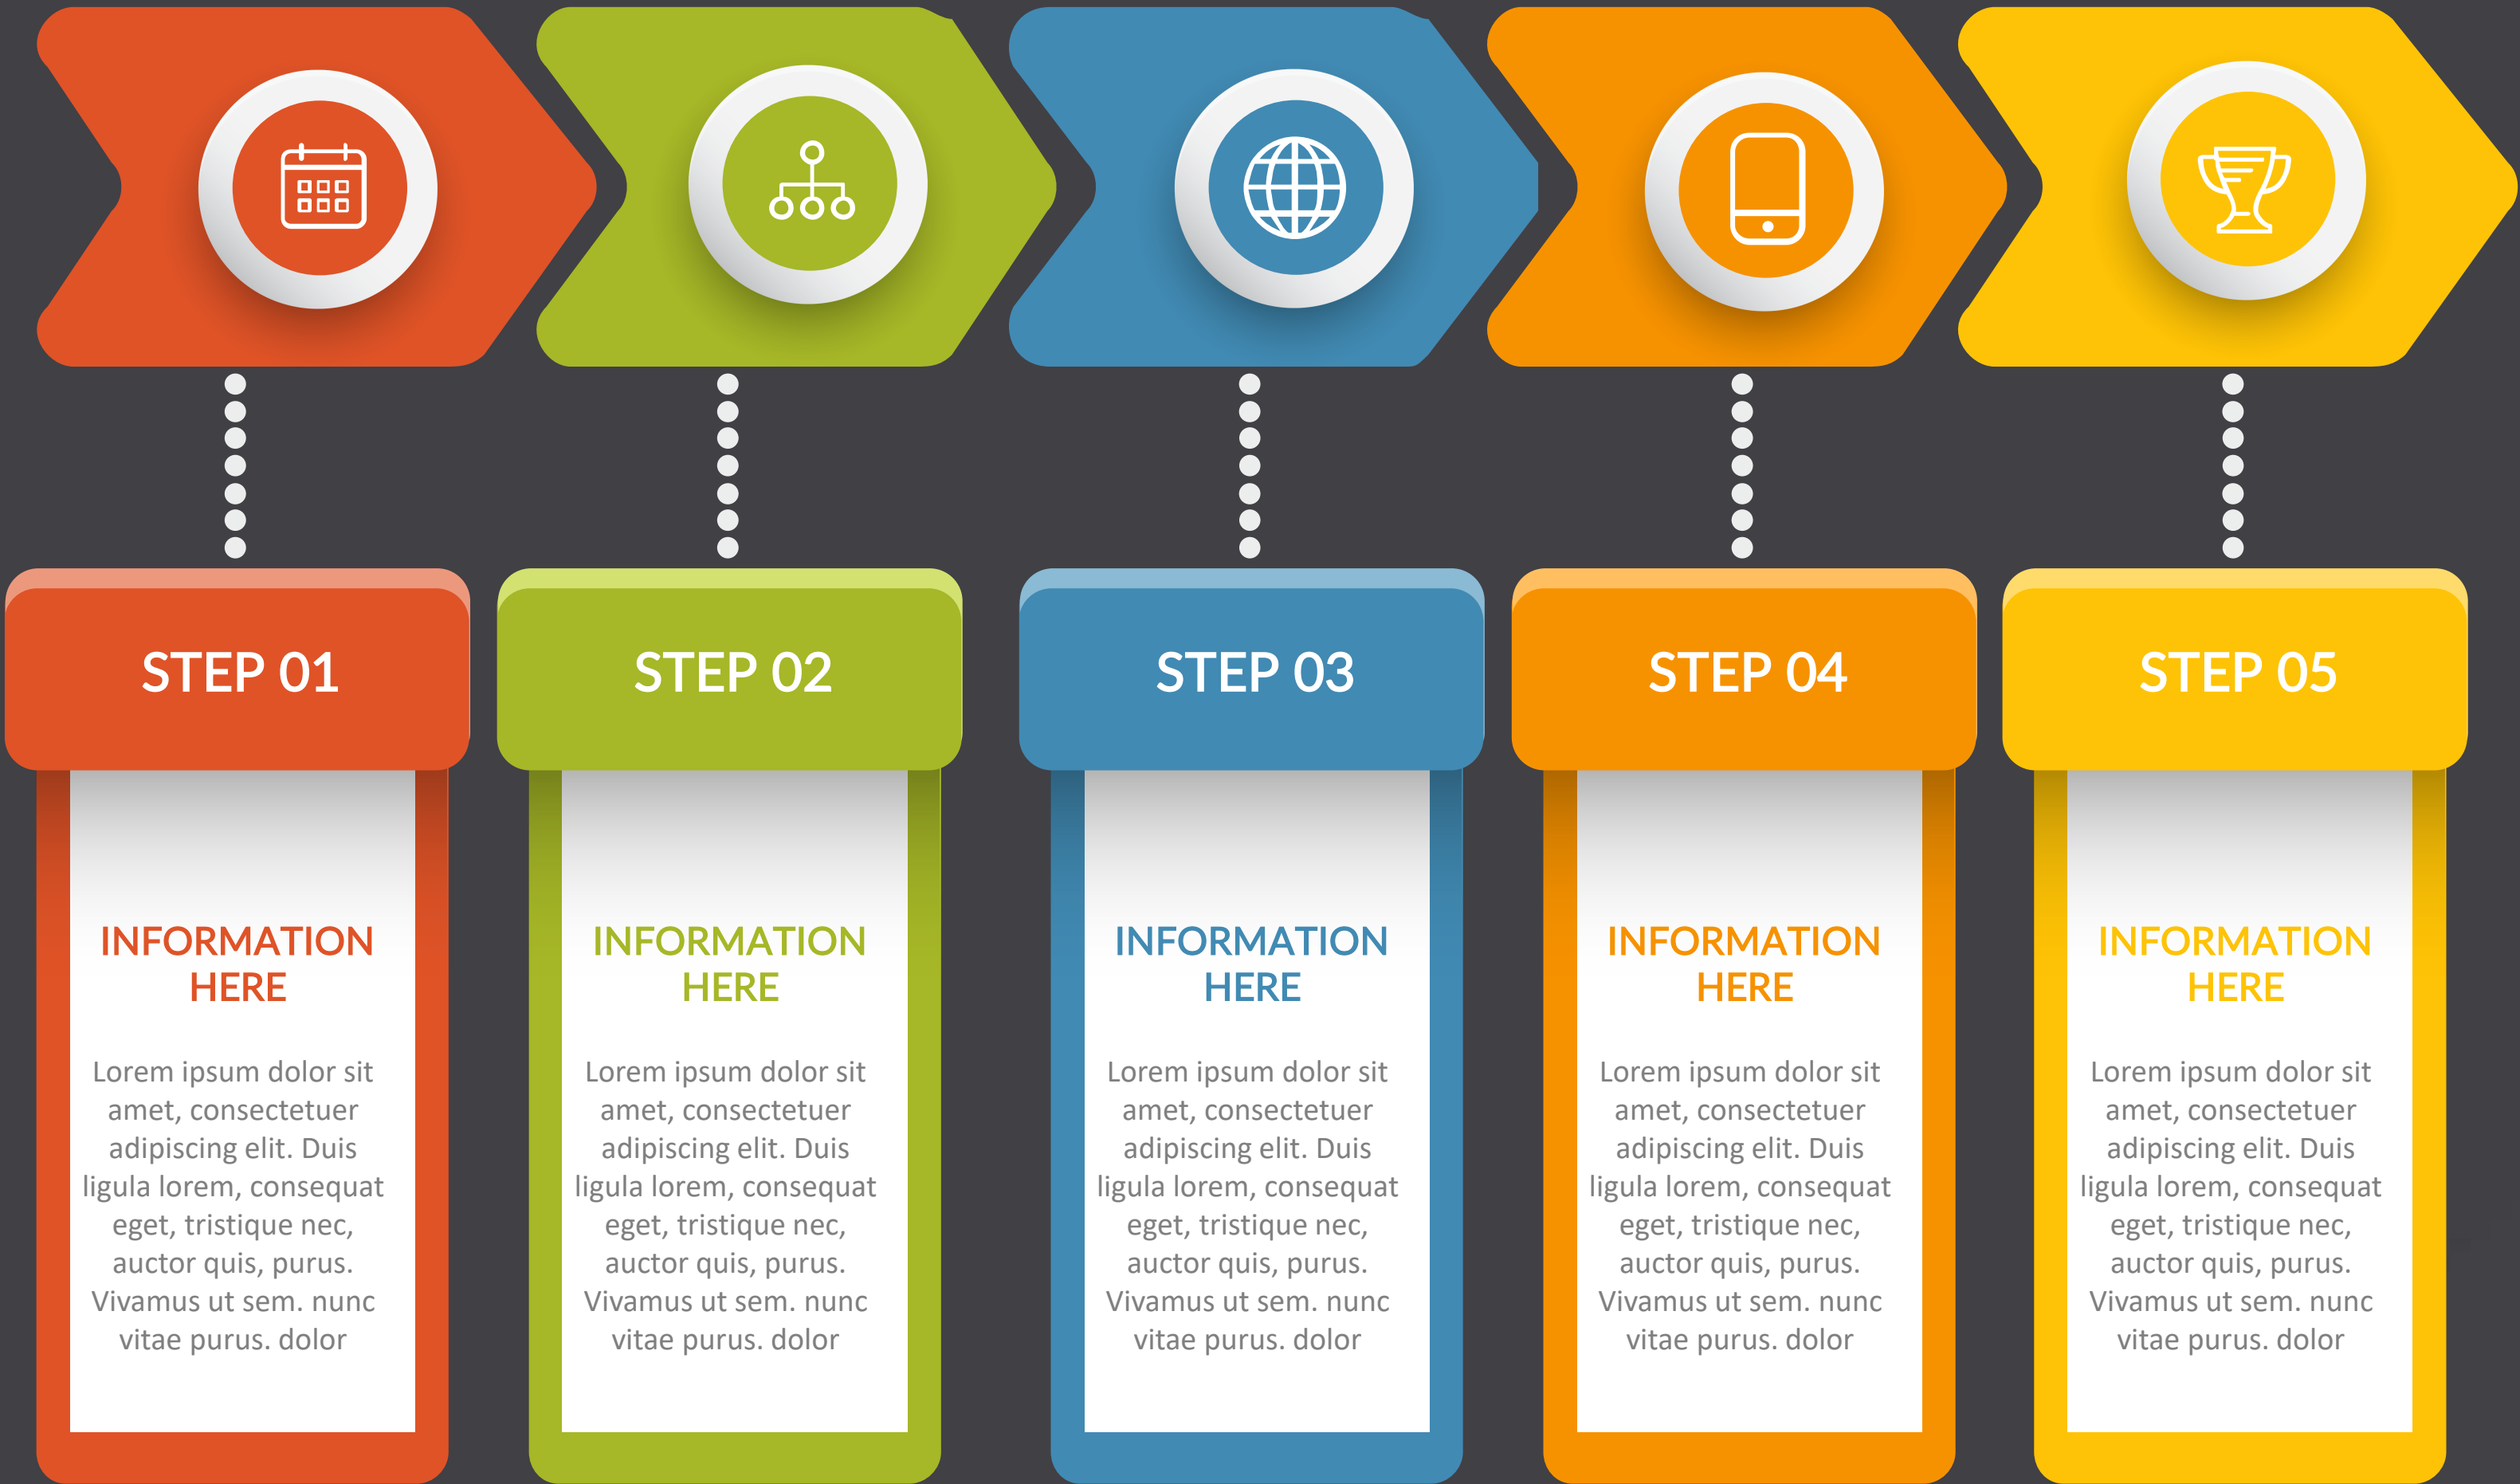 STEP 01
INFORMATION
HERE
Lorem ipsum dolor sit
amet, consectetuer
adipiscing elit. Duis
ligula lorem, consequat
eget, tristique nec,
auctor quis, purus.
Vivamus ut sem. nunc
vitae purus. dolor
STEP 02
INFORMATION
HERE
Lorem ipsum dolor sit
amet, consectetuer
adipiscing elit. Duis
ligula lorem, consequat
eget, tristique nec,
auctor quis, purus.
Vivamus ut sem. nunc
vitae purus. dolor
STEP 03
INFORMATION
HERE
Lorem ipsum dolor sit
amet, consectetuer
adipiscing elit. Duis
ligula lorem, consequat
eget, tristique nec,
auctor quis, purus.
Vivamus ut sem. nunc
vitae purus. dolor
STEP 04
INFORMATION
HERE
Lorem ipsum dolor sit
amet, consectetuer
adipiscing elit. Duis
ligula lorem, consequat
eget, tristique nec,
auctor quis, purus.
Vivamus ut sem. nunc
vitae purus. dolor
STEP 05
INFORMATION
HERE
Lorem ipsum dolor sit
amet, consectetuer
adipiscing elit. Duis
ligula lorem, consequat
eget, tristique nec,
auctor quis, purus.
Vivamus ut sem. nunc
vitae purus. dolor